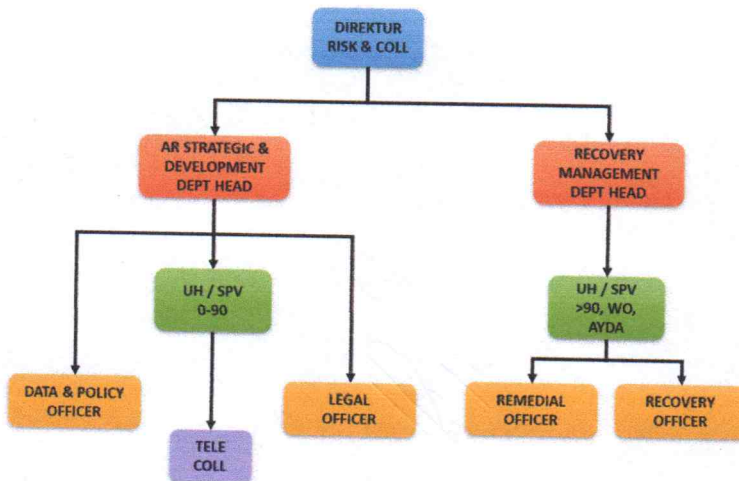 DIREKTUR
RISK & COLL
AR STRATEGIC &
DEVELOPMENT
DEPT HEAD
RECOVERY
MANAGEMENT
DEPT HEAD
UH / SPV
0-90
UH / SPV
>90, WO,
AYDA
DATA & POLICY
OFFICER
LEGAL
OFFICER
REMEDIAL
OFFICER
RECOVERY
OFFICER
TELE
COLL